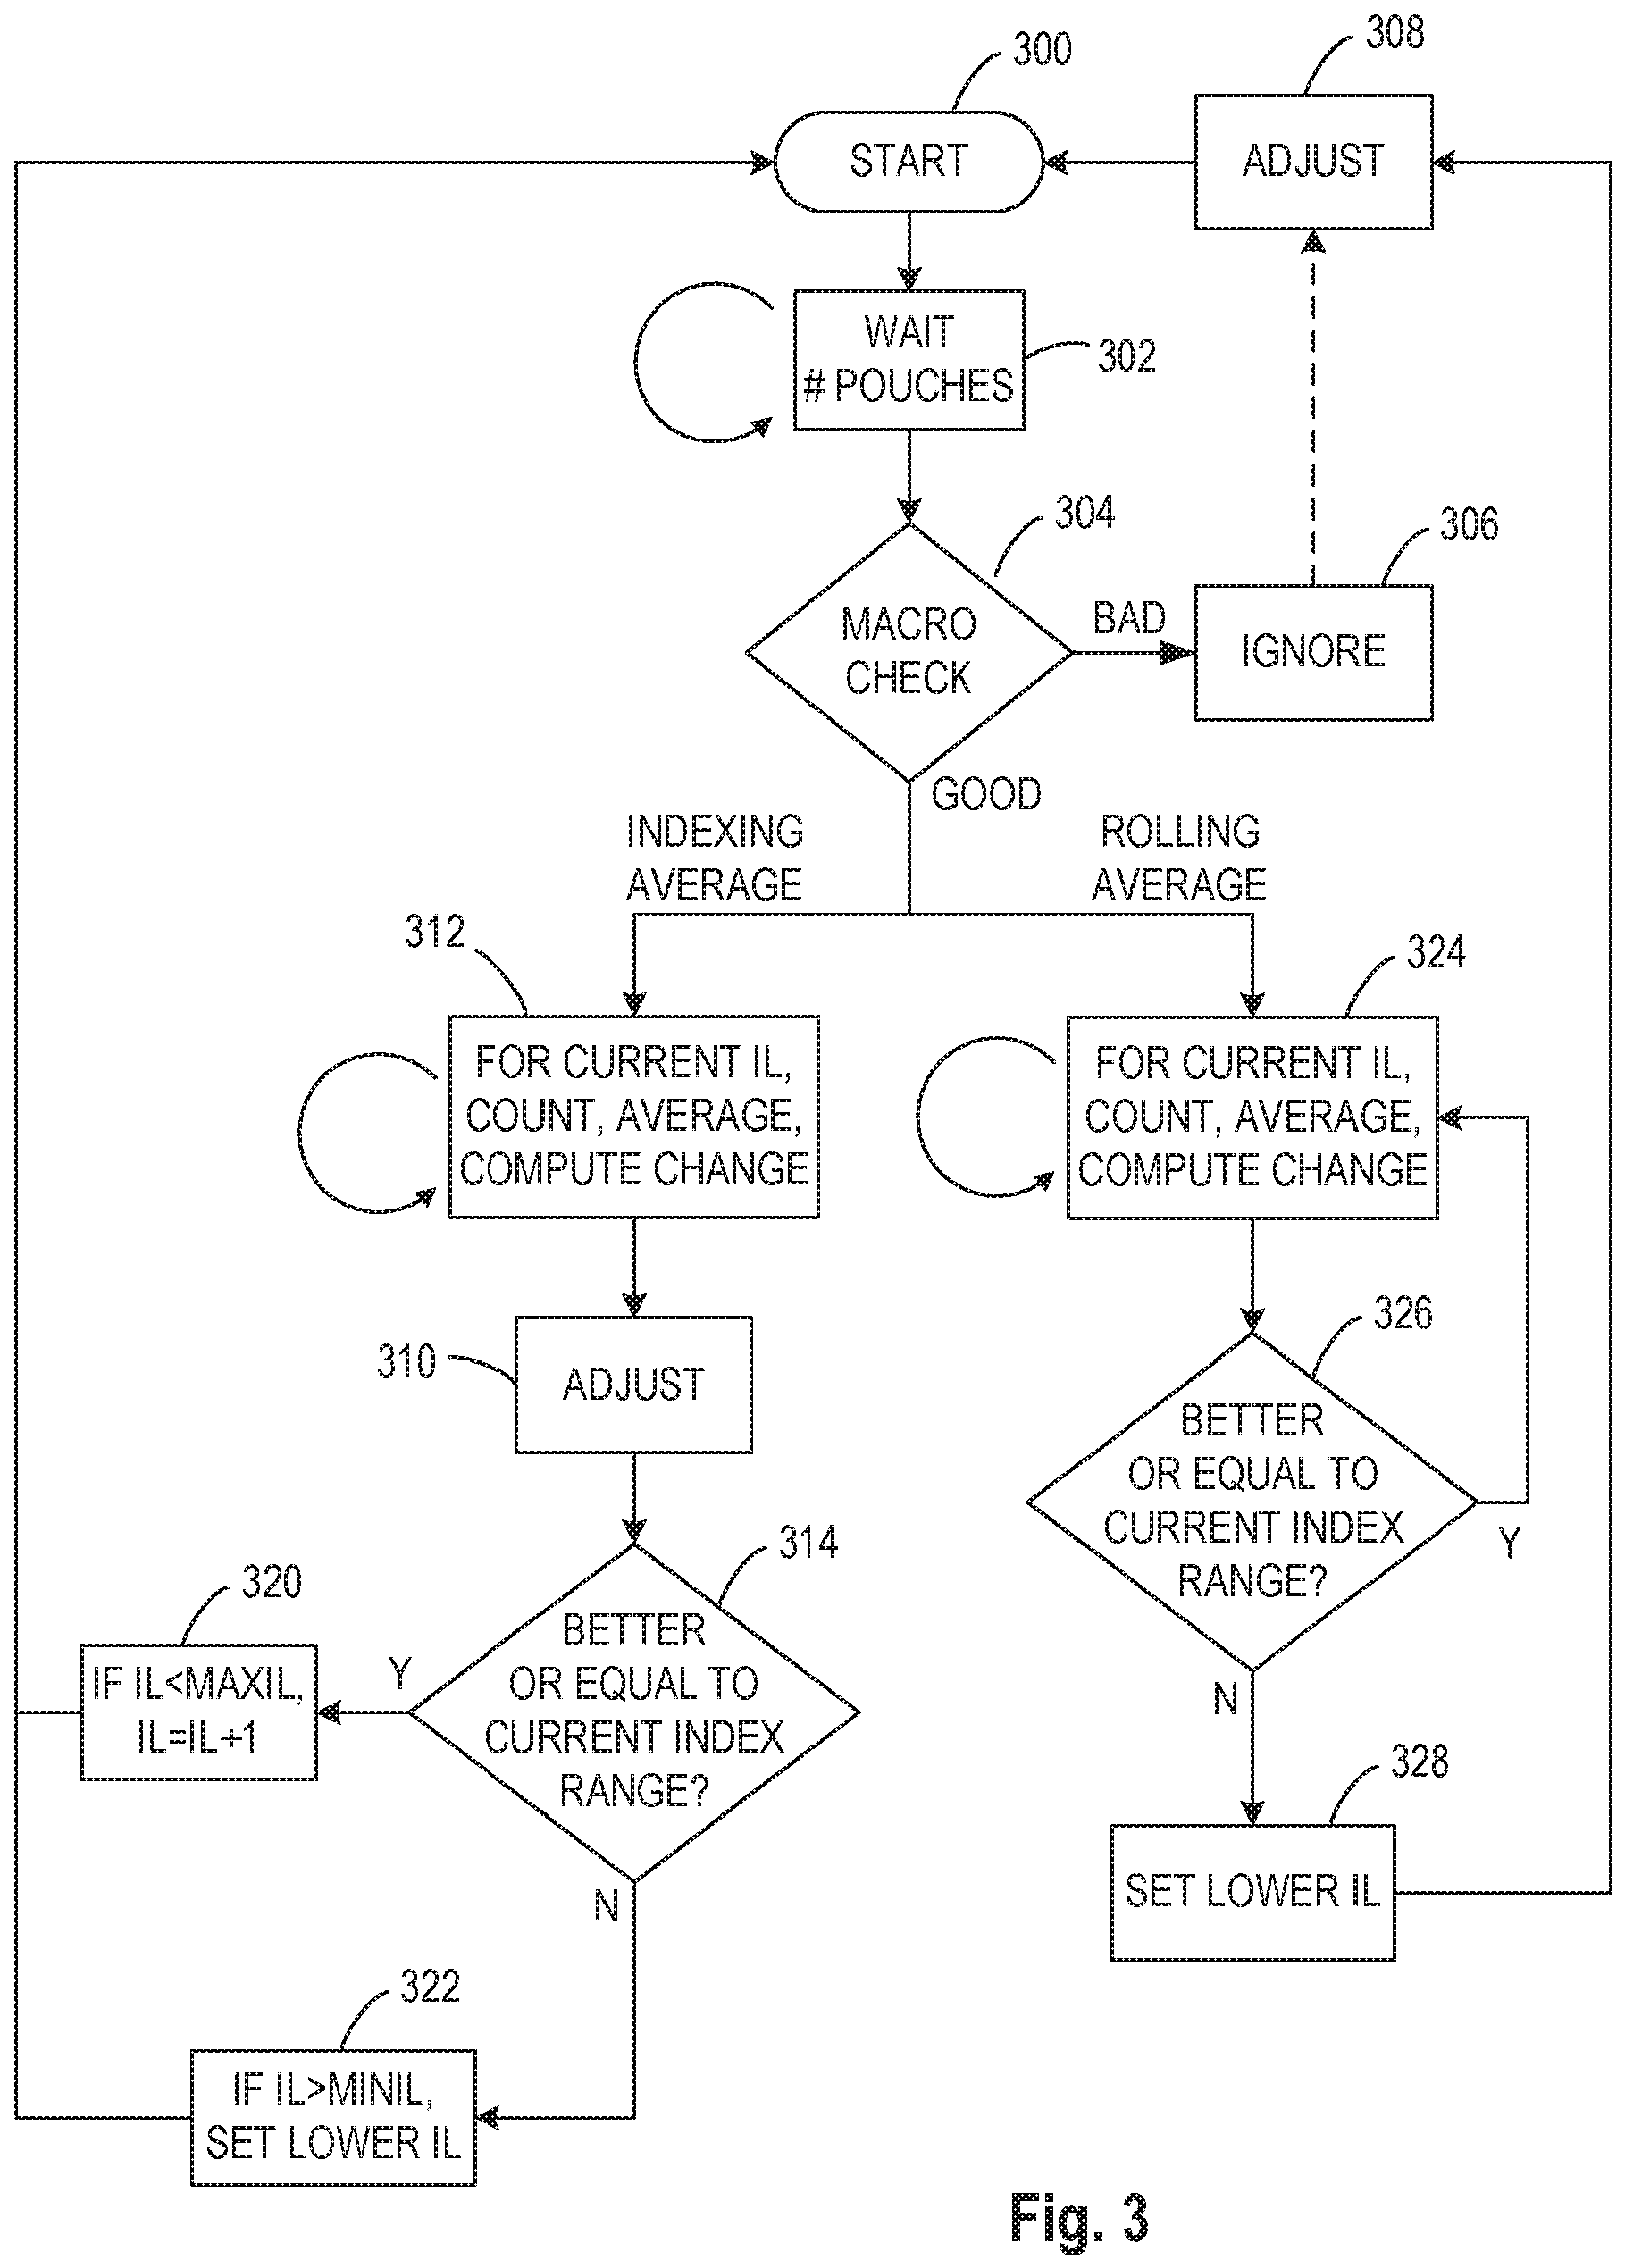 300
308
START
ADJUST
WAIT
# POUCHES
302
304
306
MACRO
CHECK
BAD
IGNORE
GOOD
INDEXING
AVERAGE
ROLLING
AVERAGE
312
324
FOR CURRENT IL,
COUNT, AVERAGE,
COMPUTE CHANGE
FOR CURRENT IL,
COUNT, AVERAGE,
COMPUTE CHANGE
310
ADJUST
326
BETTER
OR EQUAL TO
CURRENT INDEX
RANGE?
Y
N
314
320
BETTER
OR EQUAL TO
CURRENT INDEX
RANGE?
Y
IF IL<MAXIL,
IL=IL+1
N
328
SET LOWER IL
322
IF IL>MINIL,
SET LOWER IL
Fig. 3